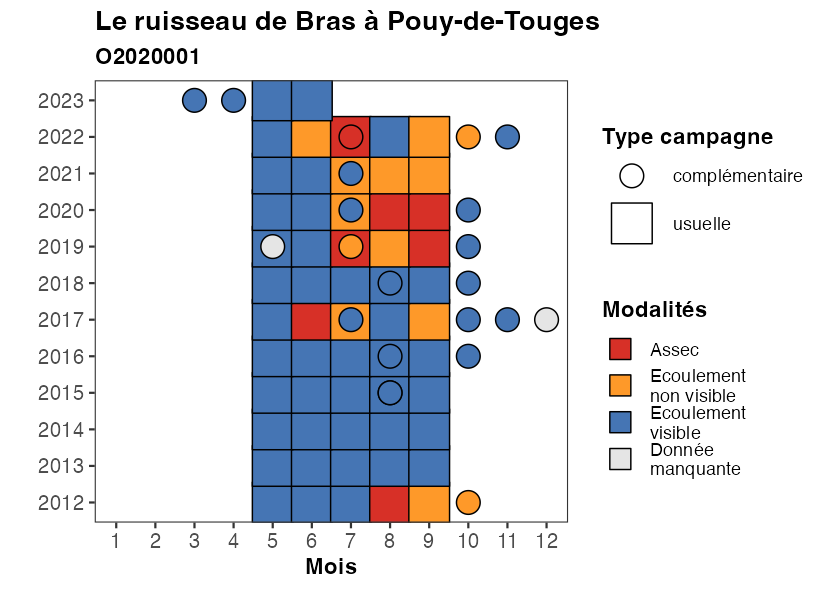 Le ruisseau de Bras à Pouy-de-Touges
O2020001
2023
2022
2021
2020
2019
2018
2017
2016
2015
2014
2013
2012
1 2 3 4 5 6 7 8 9 10 11 12
Mois
Type campagne
complémentaire
usuelle
Modalités
Assec
Ecoulement
non visible
Ecoulement
visible
Donnée
manquante